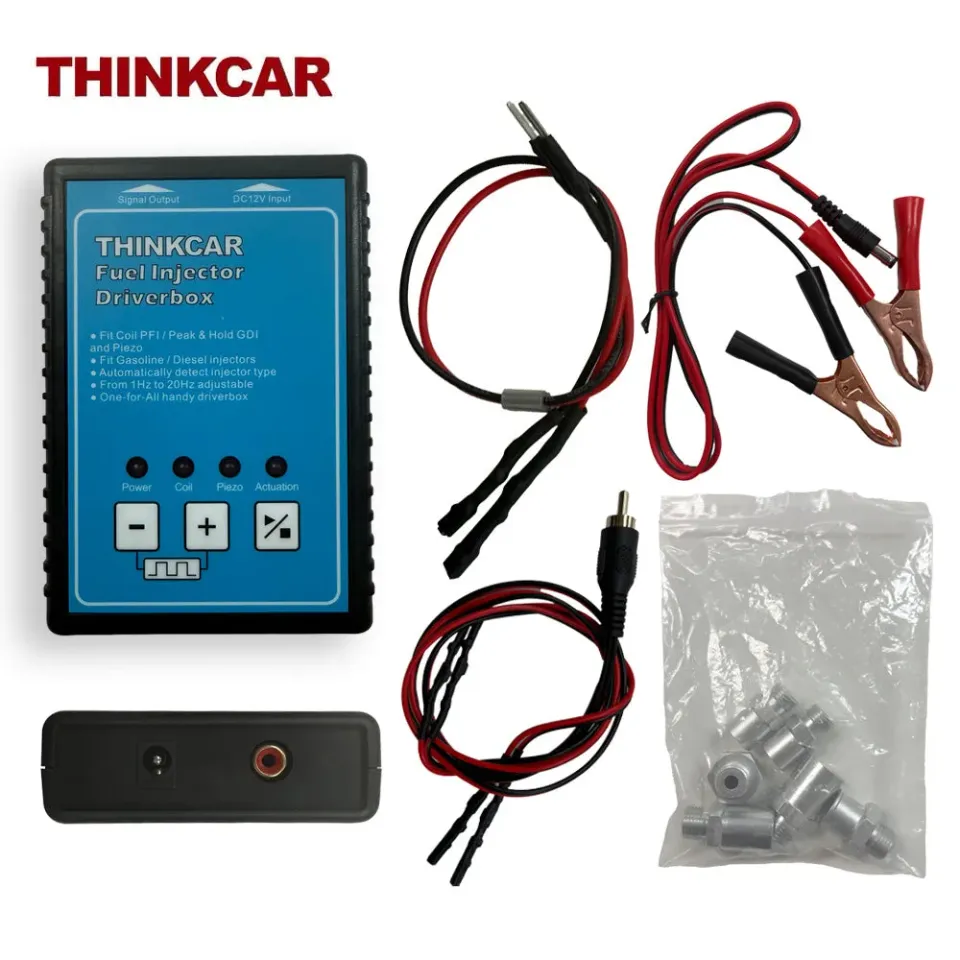 THINKCAR
Signal Output
DC12V Input
THINKCAR
Fuel Injector
Driverbox
● Fit Coil PFI / Peak & Hold GDI
and Piezo
● Fit Gasoline / Diesel injectors
● Automatically detect injector type
● From 1Hz to 20Hz adjustable
● One-for-All handy driverbox
Power Coil Piezo Actuation
- +